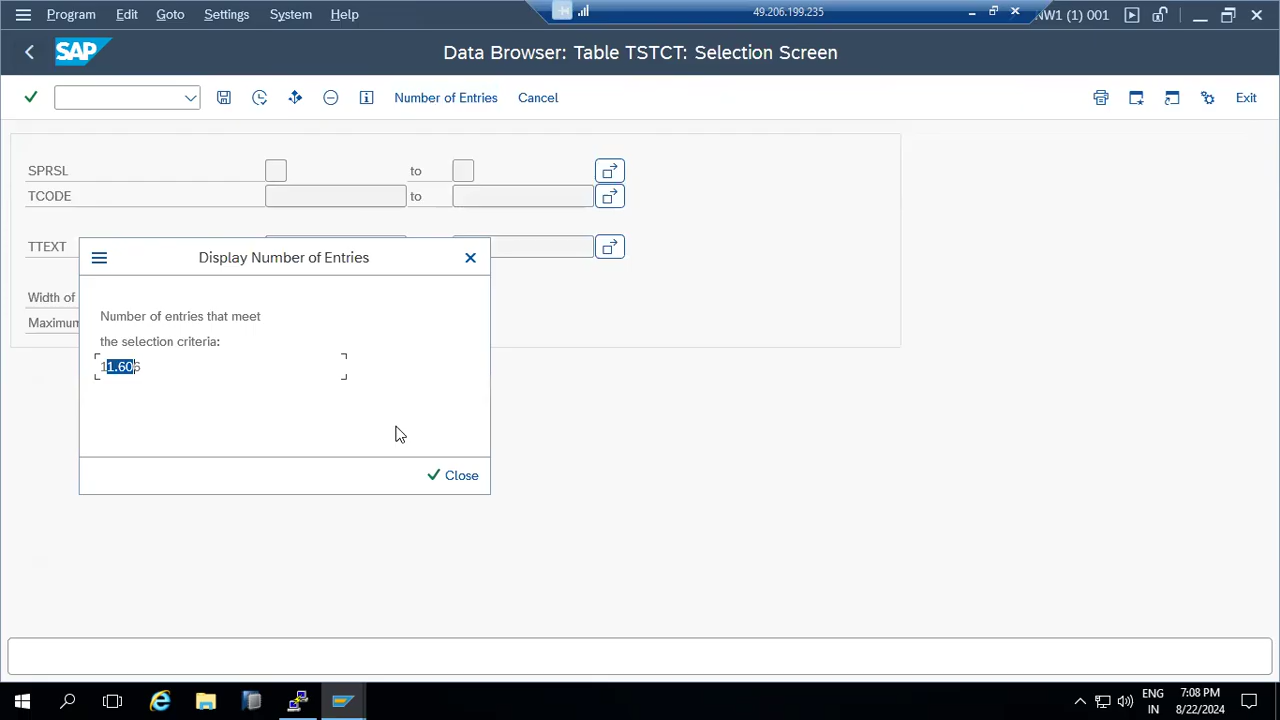 Program Edit Goto Settings System Help 49.206.199.235 NW1 (1) 001
SAP Data Browser: Table TSTCT: Selection Screen
Number of Entries Cancel Exit
SPRSL to
TCODE to
TTEXT
Display Number of Entries
Width of
Number of entries that meet
Maximum
the selection criteria:
11.606
Close
ENG 7:08 PM
IN 8/22/2024